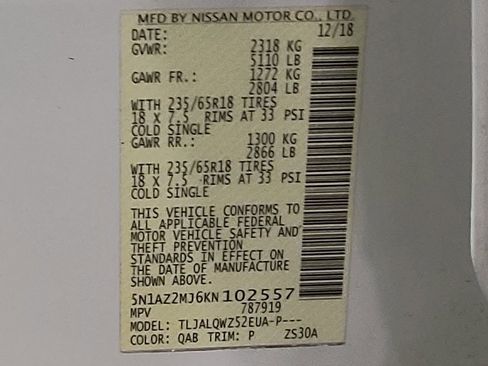 MFD BY NISSAN MOTOR CO., LTD.
DATE: 12/18
GVWR: 2318 KG
5110 LB
GAWR FR.: 1272 KG
2804 LB
WITH 235/65R18 TIRES
18 X 7.5 RIMS AT 33 PSI
COLD SINGLE
GAWR RR.: 1300 KG
2866 LB
WITH 235/65R18 TIRES
18 X 7.5 RIMS AT 33 PSI
COLD SINGLE
THIS VEHICLE CONFORMS TO
ALL APPLICABLE FEDERAL
MOTOR VEHICLE SAFETY AND
THEFT PREVENTION
STANDARDS IN EFFECT ON
THE DATE OF MANUFACTURE
SHOWN ABOVE.
5N1AZ2MJ6KN102557
MPV 787919
MODEL: TLJALQWZ52EUA-P---
COLOR: QAB TRIM: P ZS30A